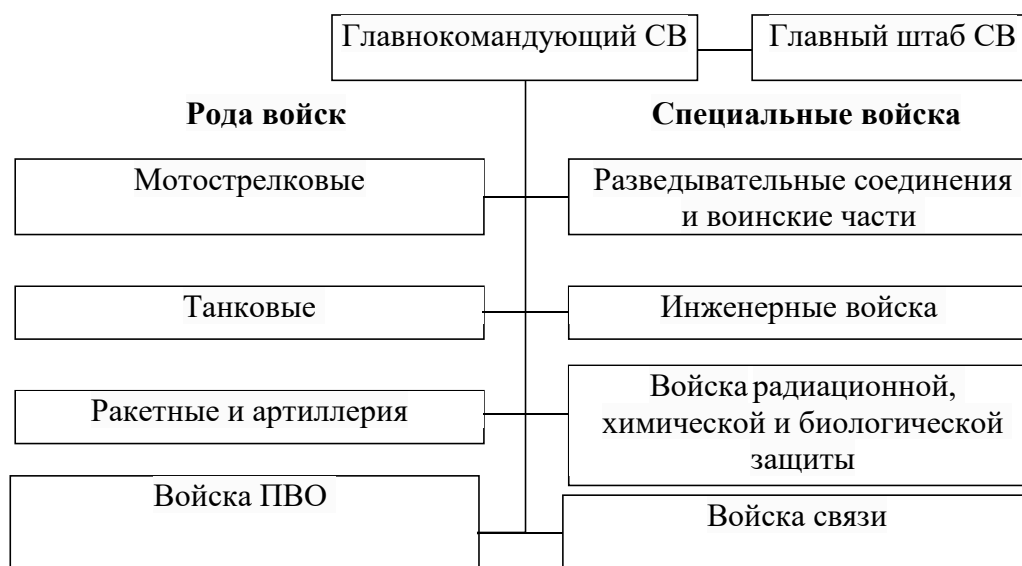 Главнокомандующий СВ
Главный штаб СВ
Рода войск
Специальные войска
Мотострелковые
Разведывательные соединения
и воинские части
Танковые
Инженерные войска
Ракетные и артиллерия
Войска радиационной,
химической и биологической
защиты
Войска ПВО
Войска связи